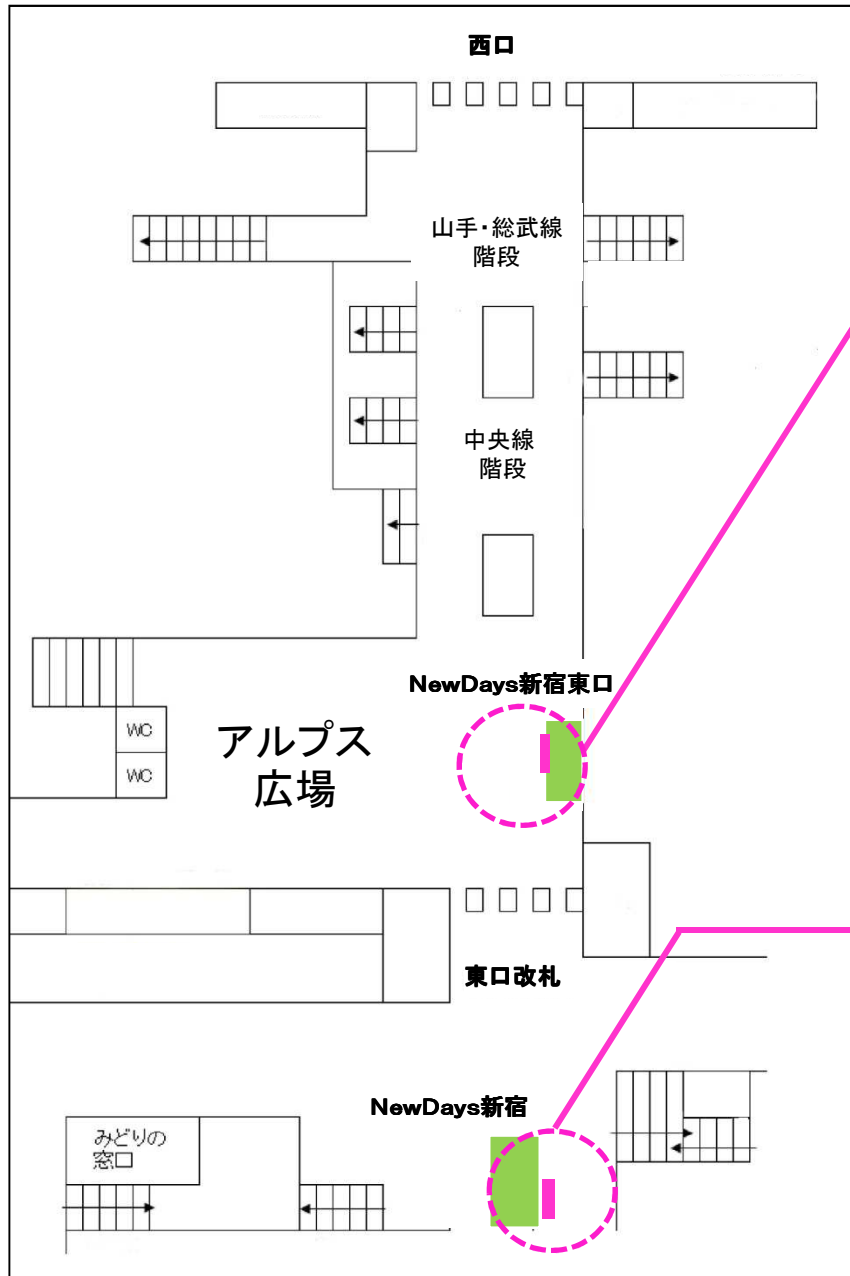 西口
山手・総武線
階段
中央線
階段
NewDays新宿東口
WC
WC
アルプス
広場
東口改札
NewDays新宿
みどりの
窓口